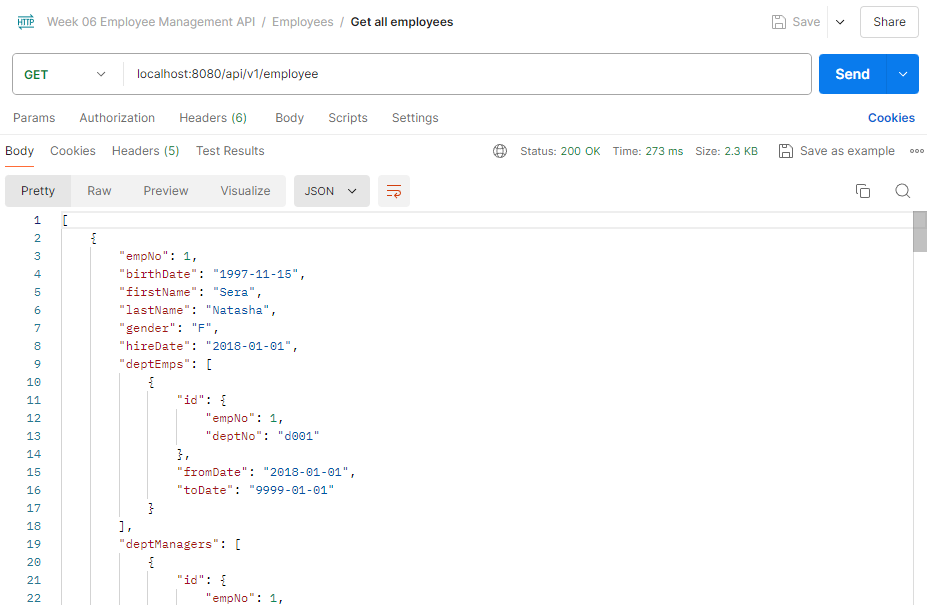 HTTP Week 06 Employee Management API / Employees / Get all employees Save Share
GET localhost:8080/api/v1/employee Send
Params Authorization Headers (6) Body Scripts Settings Cookies
Body Cookies Headers (5) Test Results Status: 200 OK Time: 273 ms Size: 2.3 KB Save as example
Pretty Raw Preview Visualize JSON
1 [
2 {
3 "empNo": 1,
4 "birthDate": "1997-11-15",
5 "firstName": "Sera",
6 "lastName": "Natasha",
7 "gender": "F",
8 "hireDate": "2018-01-01",
9 "deptEmps": [
10 {
11 "id": {
12 "empNo": 1,
13 "deptNo": "d001"
14 },
15 "fromDate": "2018-01-01",
16 "toDate": "9999-01-01"
17 }
18 ],
19 "deptManagers": [
20 {
21 "id": {
22 "empNo": 1,